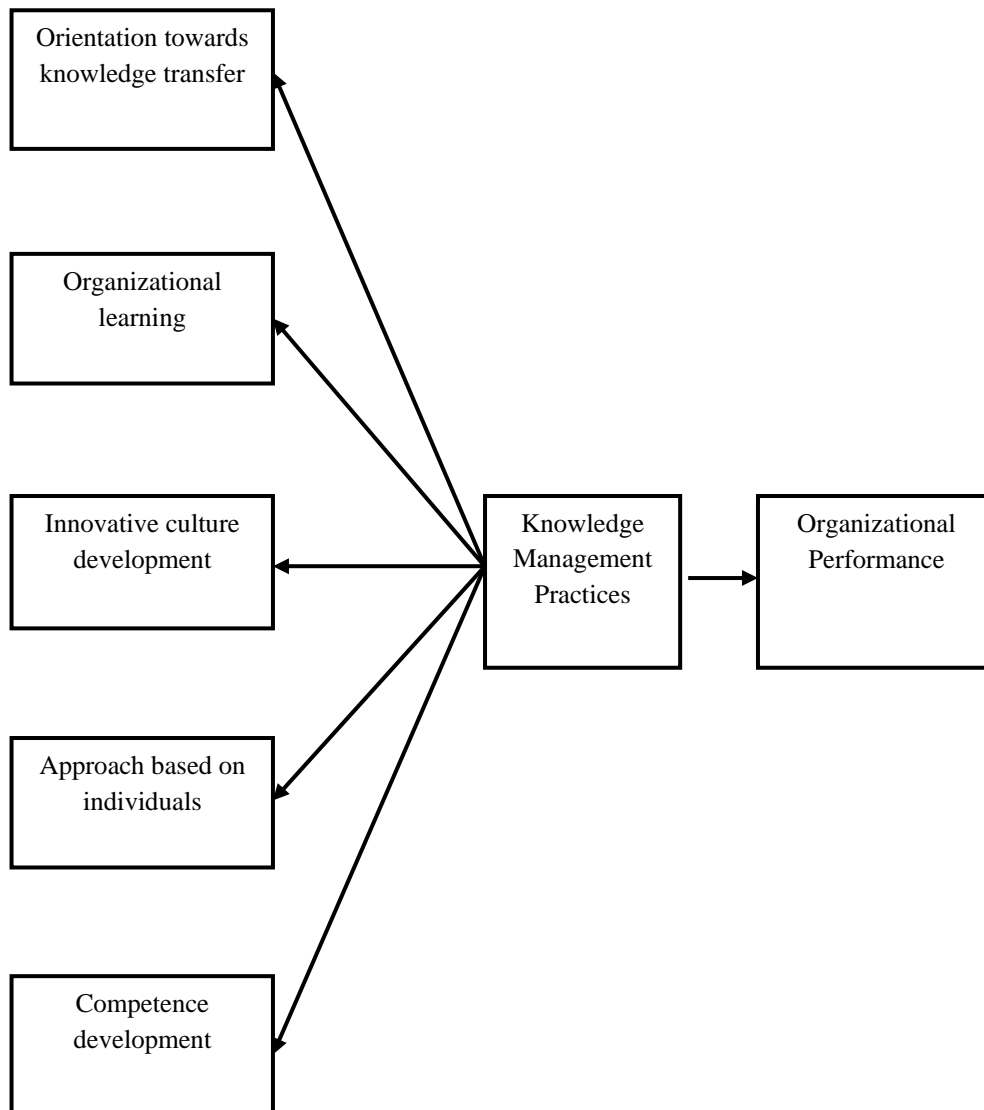 Orientation towards
knowledge transfer
Organizational
learning
Innovative culture
development
Knowledge
Management
Practices
Organizational
Performance
Approach based on
individuals
Competence
development